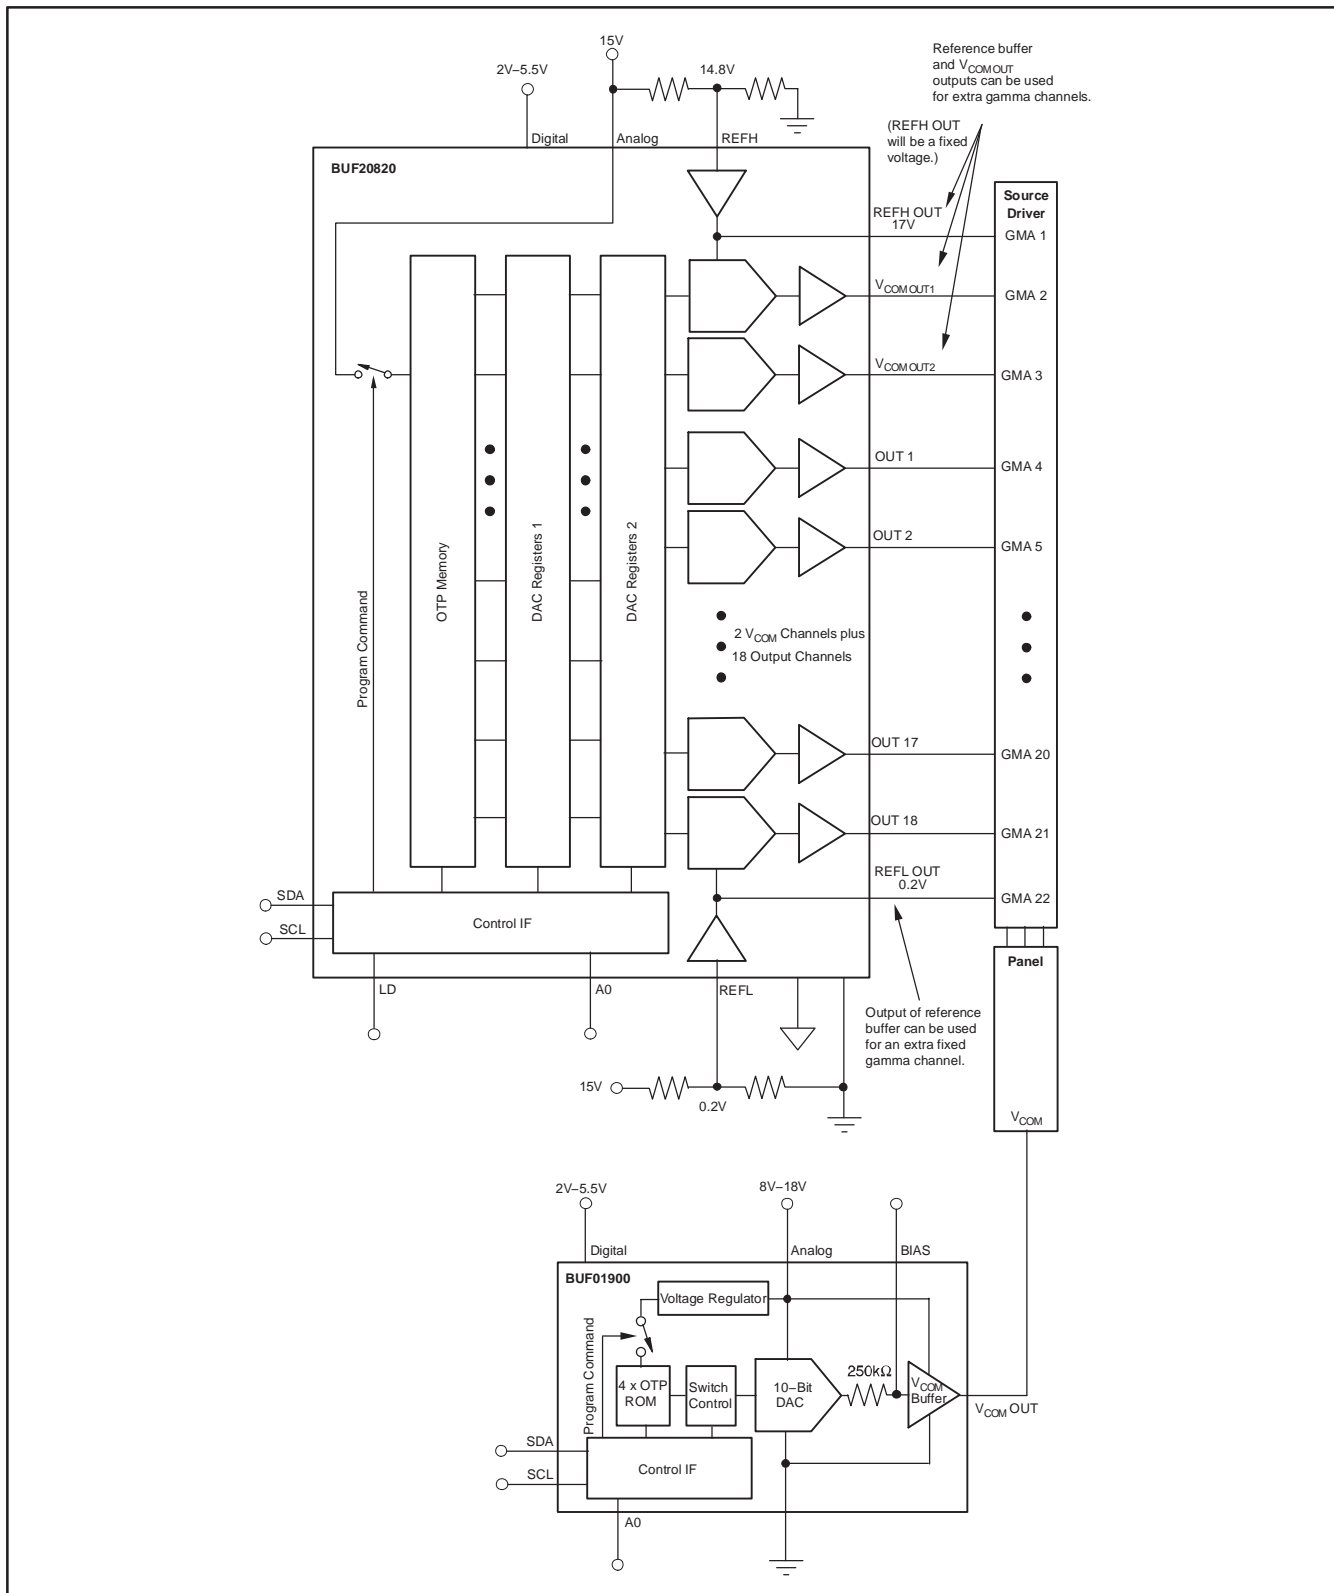 15V
2V–5.5V
14.8V
Digital
Analog
REFH
BUF20820
Reference buffer
and VCOMOUT
outputs can be used
for extra gamma channels.
(REFH OUT
will be a fixed
voltage.)
Source
Driver
REFH OUT
17V
GMA 1
VCOMOUT1
GMA 2
VCOMOUT2
GMA 3
OUT 1
GMA 4
OUT 2
GMA 5
Program Command
OTP Memory
DAC Registers 1
DAC Registers 2
2 VCOM Channels plus
18 Output Channels
OUT 17
GMA 20
OUT 18
GMA 21
REFL OUT
0.2V
GMA 22
SDA
SCL
Control IF
LD
A0
REFL
Panel
Output of reference
buffer can be used
for an extra fixed
gamma channel.
15V
0.2V
VCOM
2V–5.5V
8V–18V
Digital
Analog
BIAS
BUF01900
Voltage Regulator
Program Command
4 x OTP
ROM
Switch
Control
10–Bit
DAC
250kΩ
VCOM
Buffer
VCOM OUT
SDA
SCL
Control IF
A0